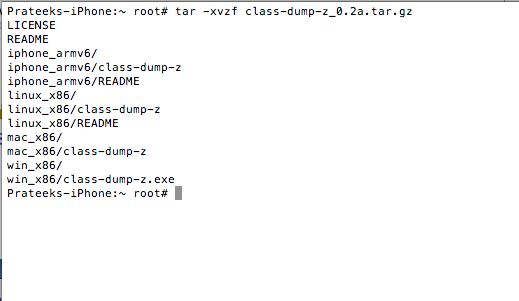 Prateeks-iPhone:~ root# tar -xvzf class-dump-z_0.2a.tar.gz
LICENSE
README
iphone_armv6/
iphone_armv6/class-dump-z
iphone_armv6/README
linux_x86/
linux_x86/class-dump-z
linux_x86/README
mac_x86/
mac_x86/class-dump-z
win_x86/
win_x86/class-dump-z.exe
Prateeks-iPhone:~ root#